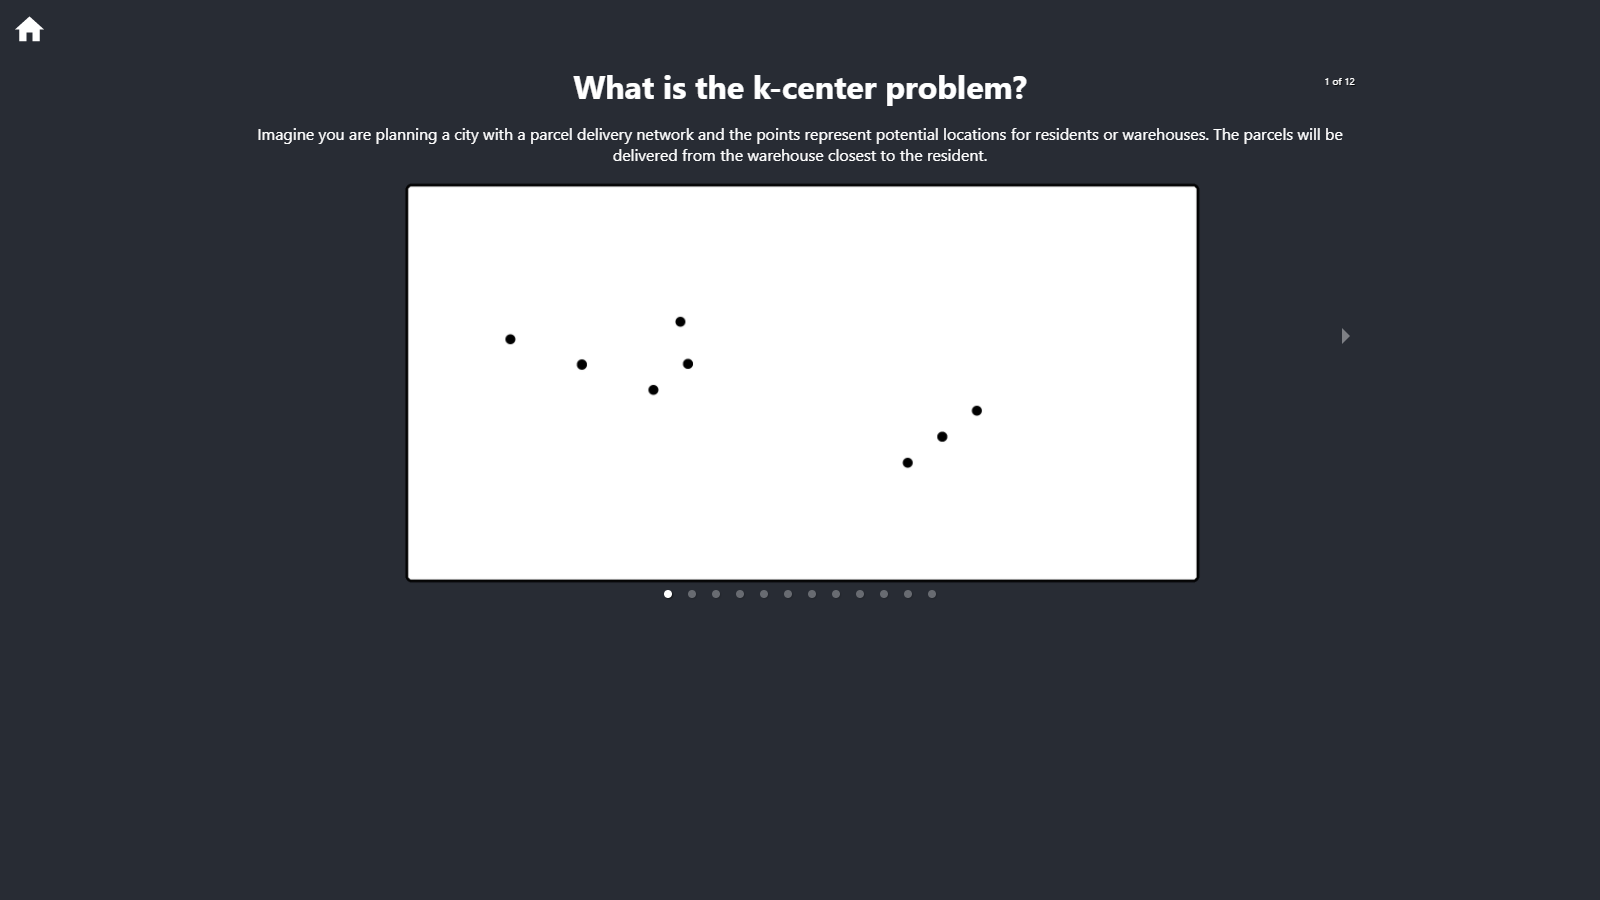 What is the k-center problem?
1 of 12
Imagine you are planning a city with a parcel delivery network and the points represent potential locations for residents or warehouses. The parcels will be
delivered from the warehouse closest to the resident.